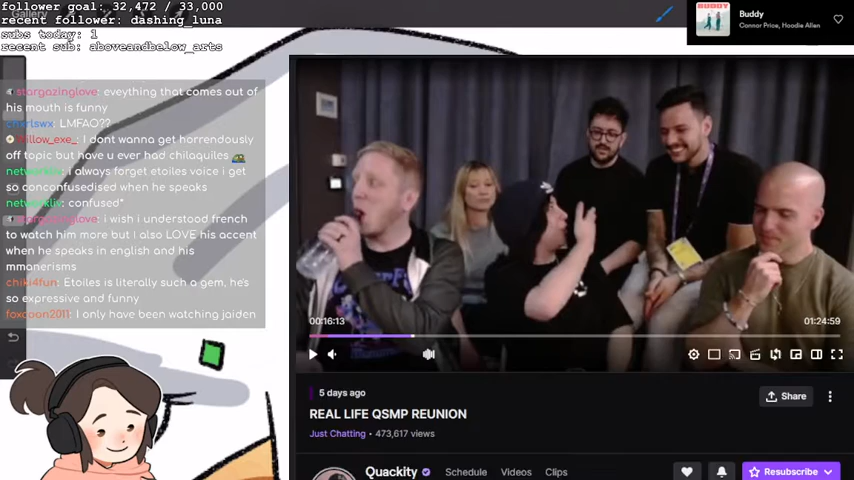 follower goal: 32,472 / 33,000
recent follower: dashing_luna
subs today: 1
recent sub: aboveandbelow_arts
Gallery
BUDDY
Buddy
Connor Price, Hoodie Allen
stargazinglove: eveything that comes out of
his mouth is funny
LMFAO??
willow_exe_: i dont wanna get horrendously
off topic but have u ever had chilaquiles
i always forget etoiles voice i get
so conconfusedised when he speaks
confused*
stargazinglove: i wish i understood french
to watch him more but I also LOVE his accent
when he speaks in english and his
mmanerisms
chiki4fun: Etoiles is literally such a gem, he's
so expressive and funny
foxcoon2011: I only have been watching jaiden
00:16:13
01:24:59
5 days ago
Share
REAL LIFE QSMP REUNION
Just Chatting • 473,617 views
Quackity
Schedule
Videos
Clips
Resubscribe